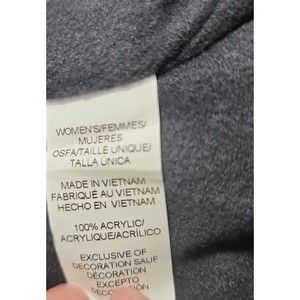 WOMEN'S/FEMMES/
MUJERES
OSFA/TAILLE UNIQUE/
TALLA UNICA
MADE IN VIETNAM
FABRIQUÉ AU VIETNAM
HECHO EN VIETNAM
100% ACRYLIC/
ACRYLIQUE/ACRÍLICO
EXCLUSIVE OF
DECORATION SAUF
DÉCORATION
EXCEPTO
DECORACIÓN